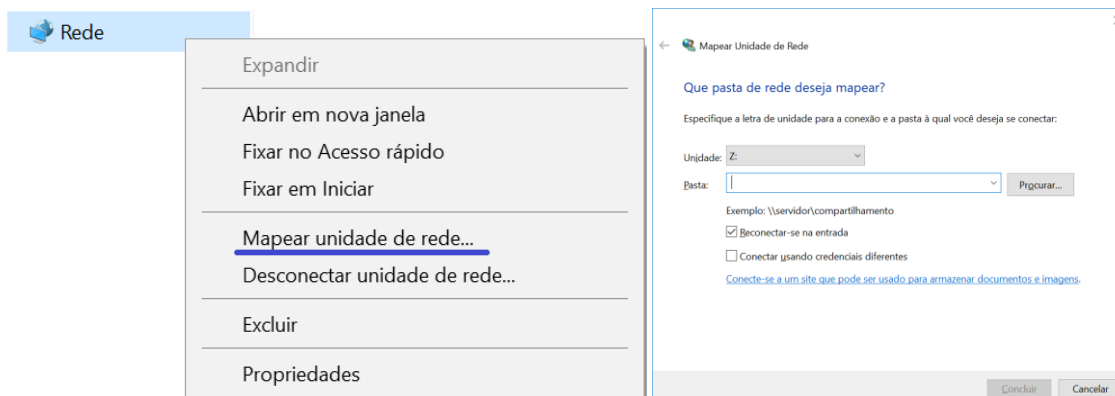 Rede
Expandir
Abrir em nova janela
Fixar no Acesso rápido
Fixar em Iniciar
Mapear unidade de rede...
Desconectar unidade de rede...
Excluir
Propriedades
Mapear Unidade de Rede
Que pasta de rede deseja mapear?
Especifique a letra de unidade para a conexão e a pasta à qual você deseja se conectar:
Unidade: Z:
Pasta: Procurar...
Exemplo: \\servidor\compartilhamento
Reconectar-se na entrada
Conectar usando credenciais diferentes
Conecte-se a um site que pode ser usado para armazenar documentos e imagens.
Concluir Cancelar